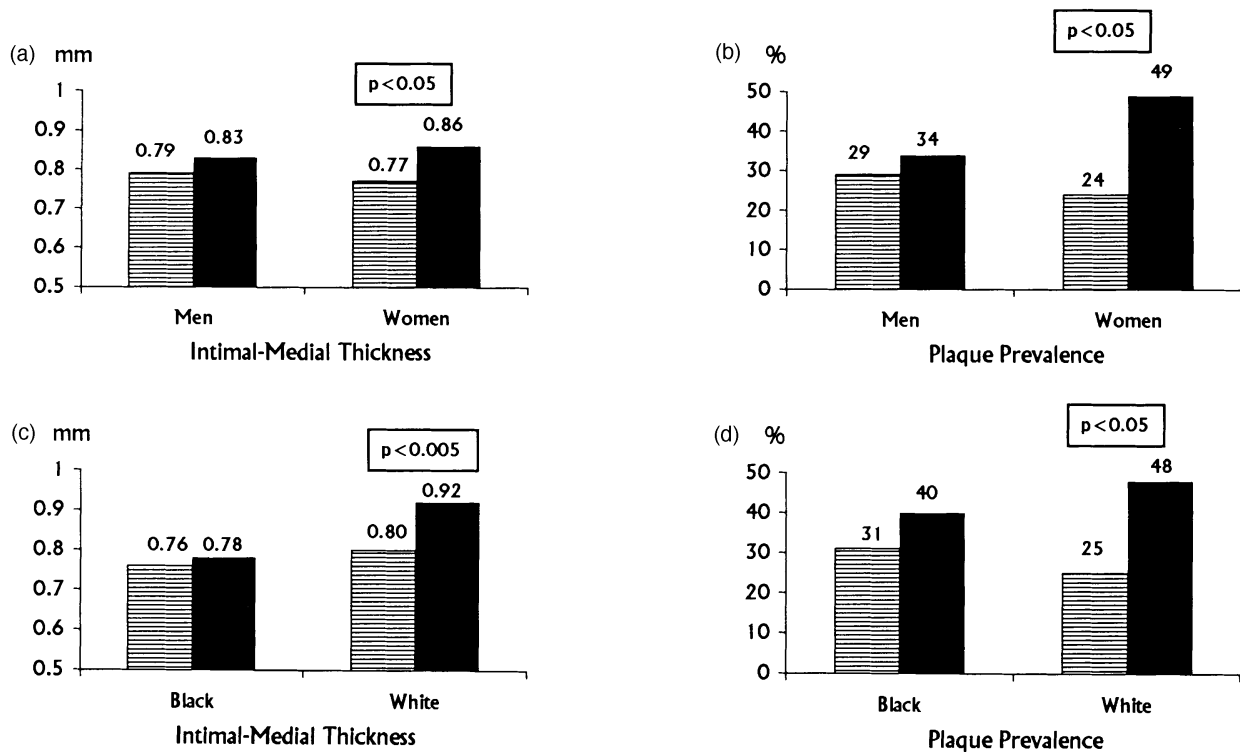 (a) mm
p<0.05
1
0.9
0.8
0.7
0.6
0.5
0.79
0.83
0.77
0.86
Men
Women
Intimal-Medial Thickness
(b) %
p<0.05
50
40
30
20
10
0
29
34
24
49
Men
Women
Plaque Prevalence
(c) mm
p<0.005
1
0.9
0.8
0.7
0.6
0.5
0.76
0.78
0.80
0.92
Black
White
Intimal-Medial Thickness
(d) %
p<0.05
50
40
30
20
10
0
31
40
25
48
Black
White
Plaque Prevalence